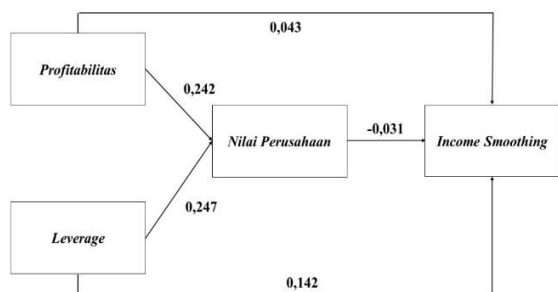 0,043
Profitabilitas
0,242
Nilai Perusahaan
-0,031
Income Smoothing
0,247
Leverage
0,142